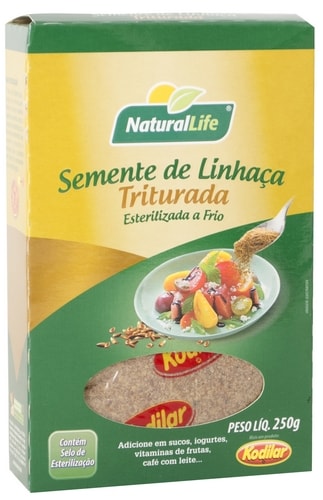 NaturalLife®
Semente de Linhaça
Triturada
Esterilizada a Frio
Kodilar
Kodilar
Contém
Selo de
Esterilização
Adicione em sucos, iogurtes,
vitaminas de frutas,
café com leite...
PESO LÍQ. 250g
Kodilar